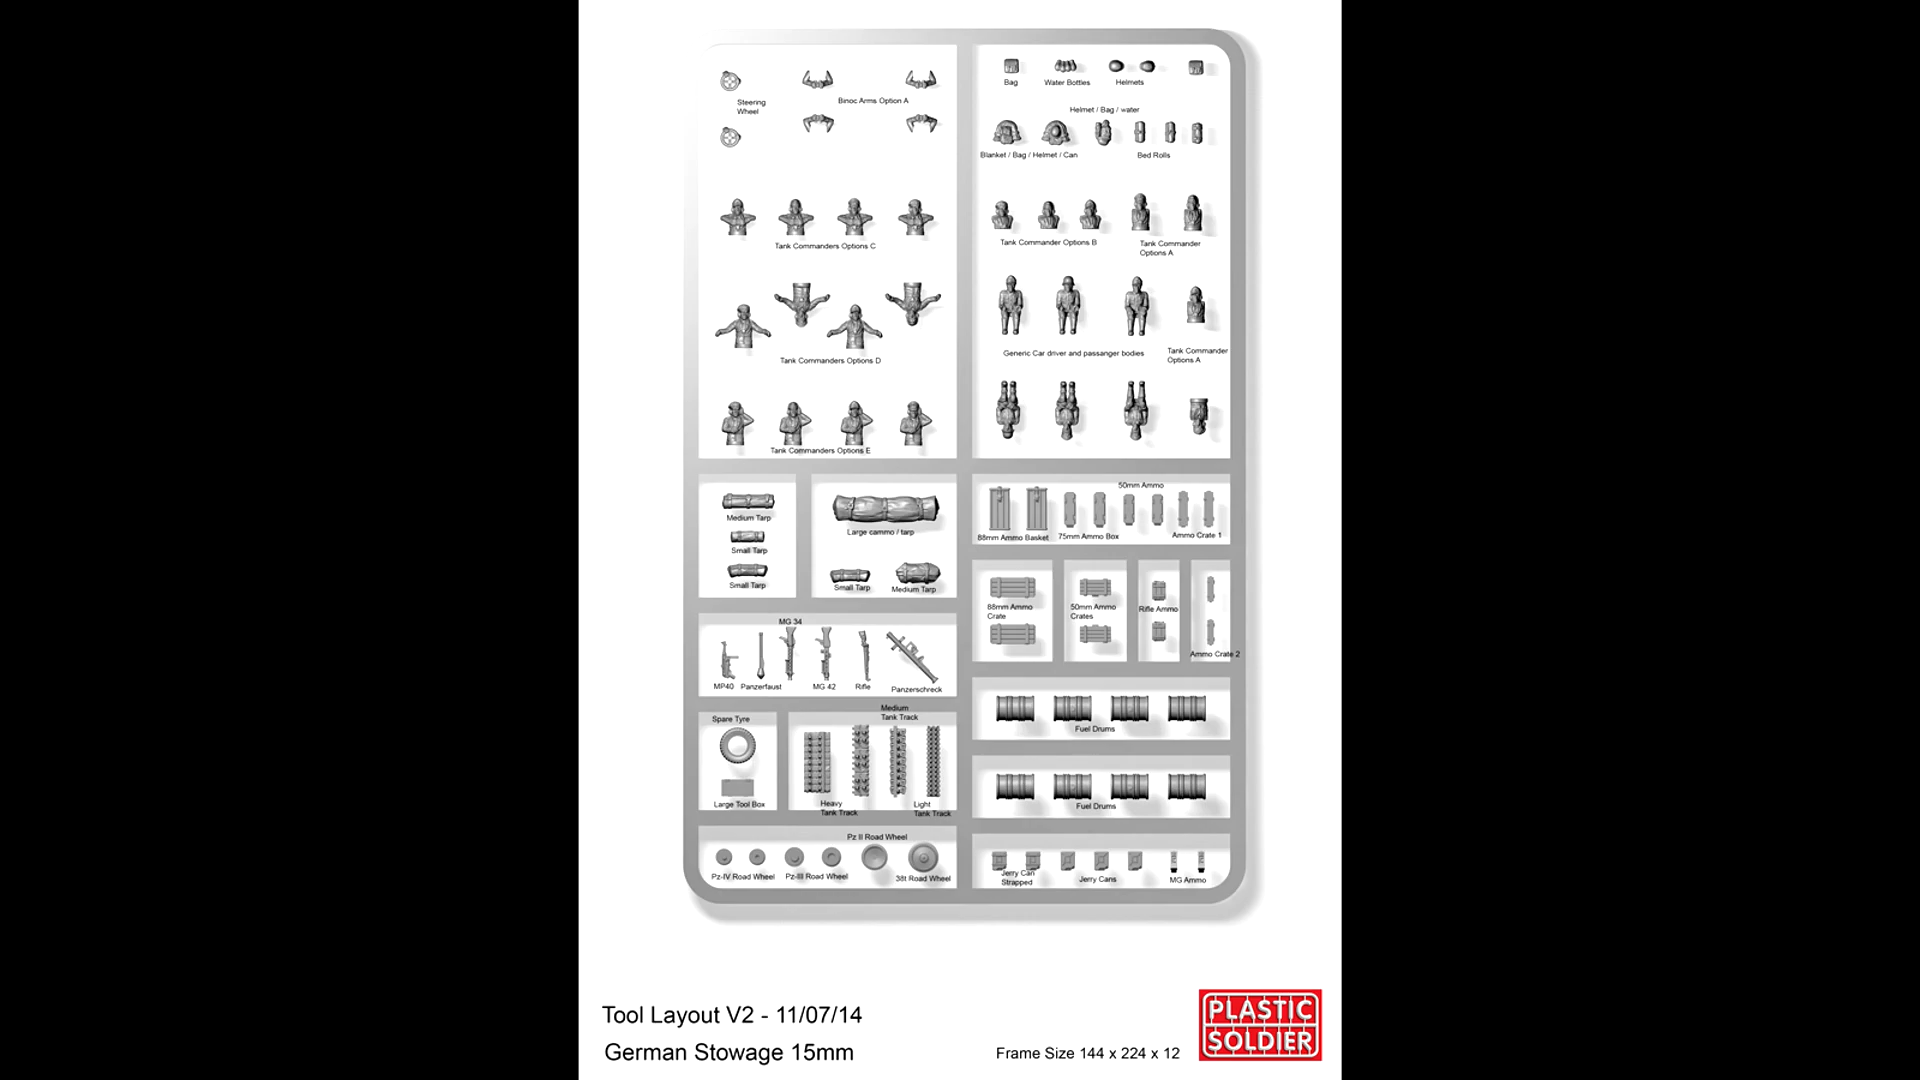 Steering
Wheel
Binoc Arms Option A
Tank Commanders Options C
Tank Commanders Options D
Tank Commanders Options E
Bag
Water Bottles
Helmets
Helmet / Bag / water
Blanket / Bag / Helmet / Can
Bed Rolls
Tank Commander Options B
Tank Commander
Options A
Generic Car driver and passanger bodies
Tank Commander
Options A
Medium Tarp
Small Tarp
Small Tarp
Large cammo / tarp
Small Tarp
Medium Tarp
50mm Ammo
88mm Ammo Basket
75mm Ammo Box
Ammo Crate 1
88mm Ammo
Crate
50mm Ammo
Crates
Rifle Ammo
Ammo Crate 2
MG 34
MP40
Panzerfaust
MG 42
Rifle
Panzerschreck
Fuel Drums
Fuel Drums
Spare Tyre
Large Tool Box
Medium
Tank Track
Heavy
Tank Track
Light
Tank Track
Pz II Road Wheel
Pz-IV Road Wheel
Pz-III Road Wheel
38t Road Wheel
Jerry Can
Strapped
Jerry Cans
MG Ammo
Tool Layout V2 - 11/07/14
German Stowage 15mm
Frame Size 144 x 224 x 12
PLASTIC
SOLDIER